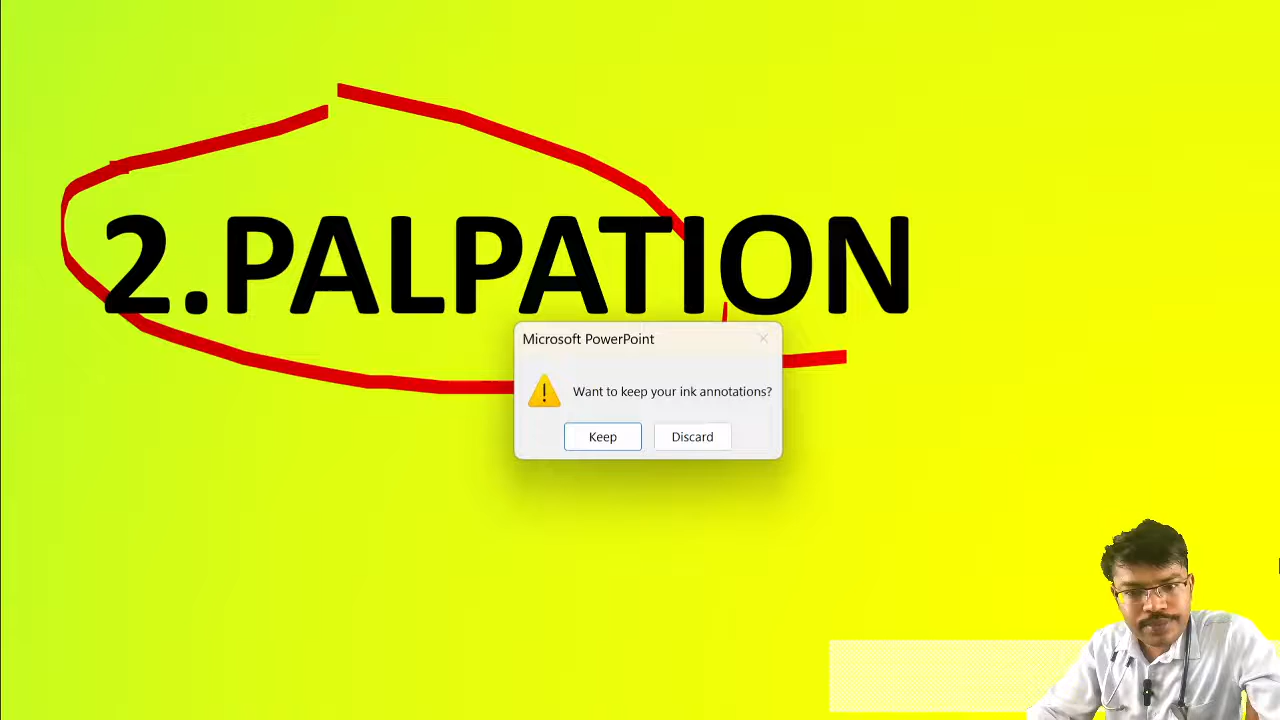 2.PALPATION
Microsoft PowerPoint
Want to keep your ink annotations?
Keep Discard